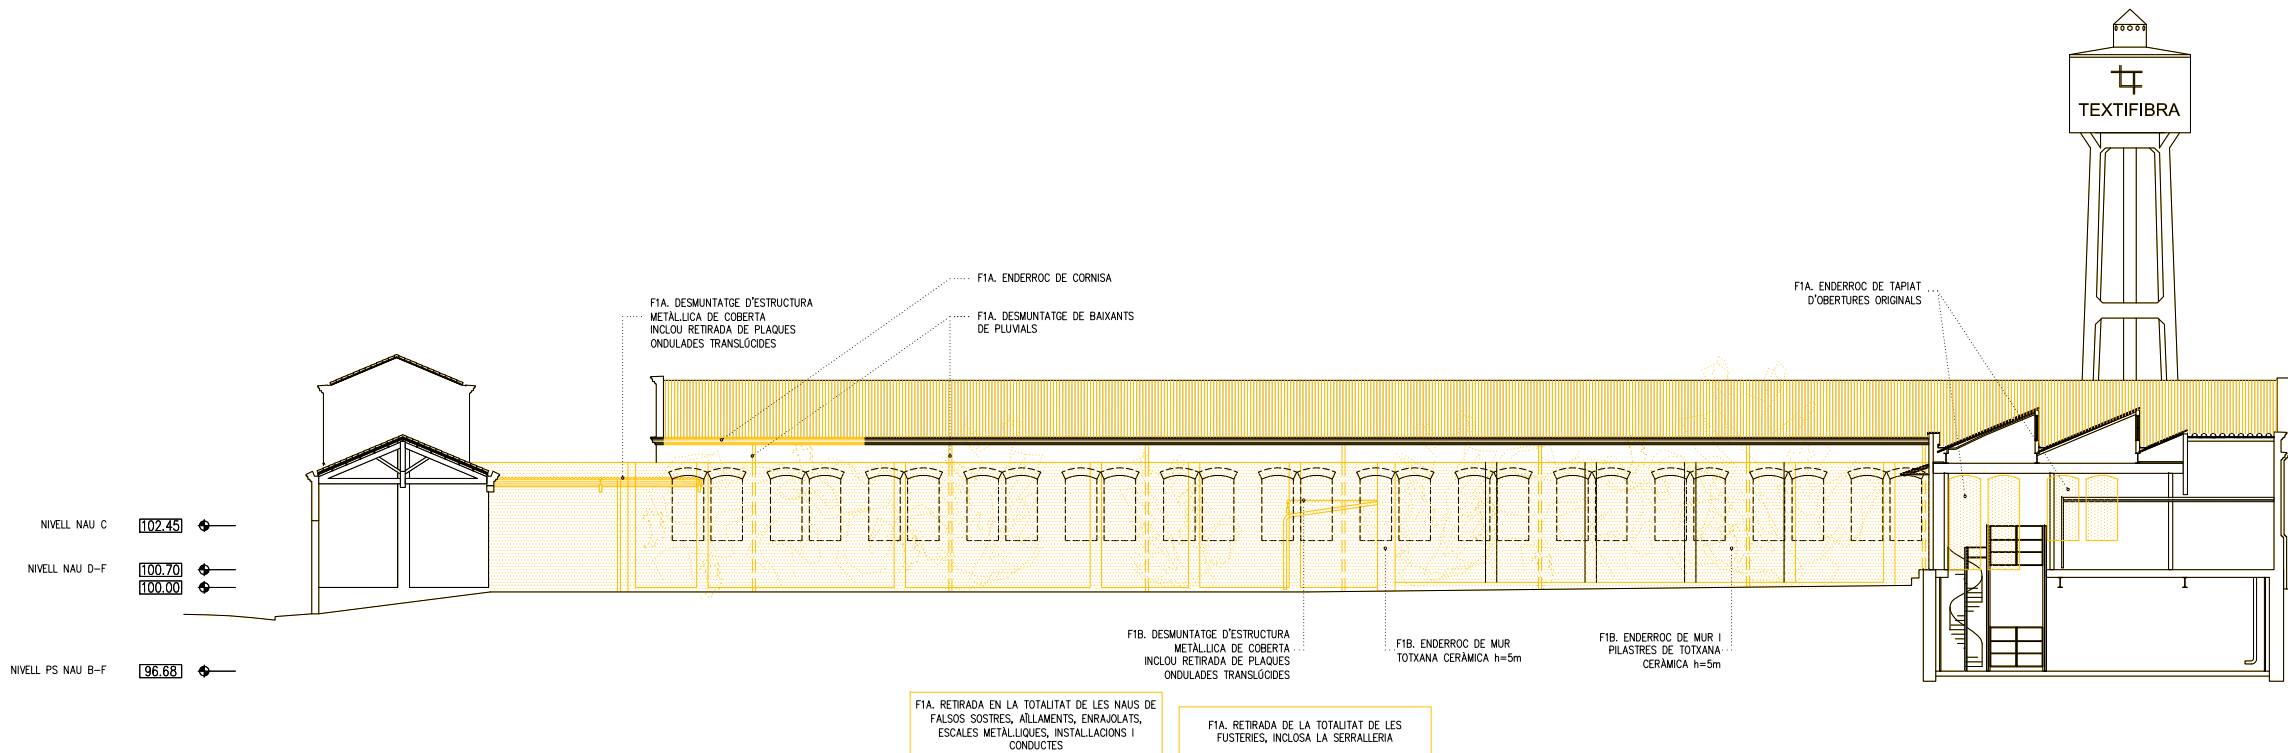 TEXTIFIBRA
F1A. ENDERROC DE CORNISA
F1A. DESMUNTATGE D'ESTRUCTURA
METÀL.LICA DE COBERTA
INCLOU RETIRADA DE PLAQUES
ONDULADES TRANSLÚCIDES
F1A. DESMUNTATGE DE BAIXANTS
DE PLUVIALS
F1A. ENDERROC DE TAPIAT
D'OBERTURES ORIGINALS
NIVELL NAU C 102.45
NIVELL NAU D-F 100.70
100.00
NIVELL PS NAU B-F 96.68
F1B. DESMUNTATGE D'ESTRUCTURA
METÀL.LICA DE COBERTA
INCLOU RETIRADA DE PLAQUES
ONDULADES TRANSLÚCIDES
F1B. ENDERROC DE MUR
TOTXANA CERÀMICA h=5m
F1B. ENDERROC DE MUR I
PILASTRES DE TOTXANA
CERÀMICA h=5m
F1A. RETIRADA EN LA TOTALITAT DE LES NAUS DE
FALSOS SOSTRES, AÏLLAMENTS, ENRAJOLATS,
ESCALES METÀL.LIQUES, INSTAL.LACIONS I
CONDUCTES
F1A. RETIRADA DE LA TOTALITAT DE LES
FUSTERIES, INCLOSA LA SERRALLERIA